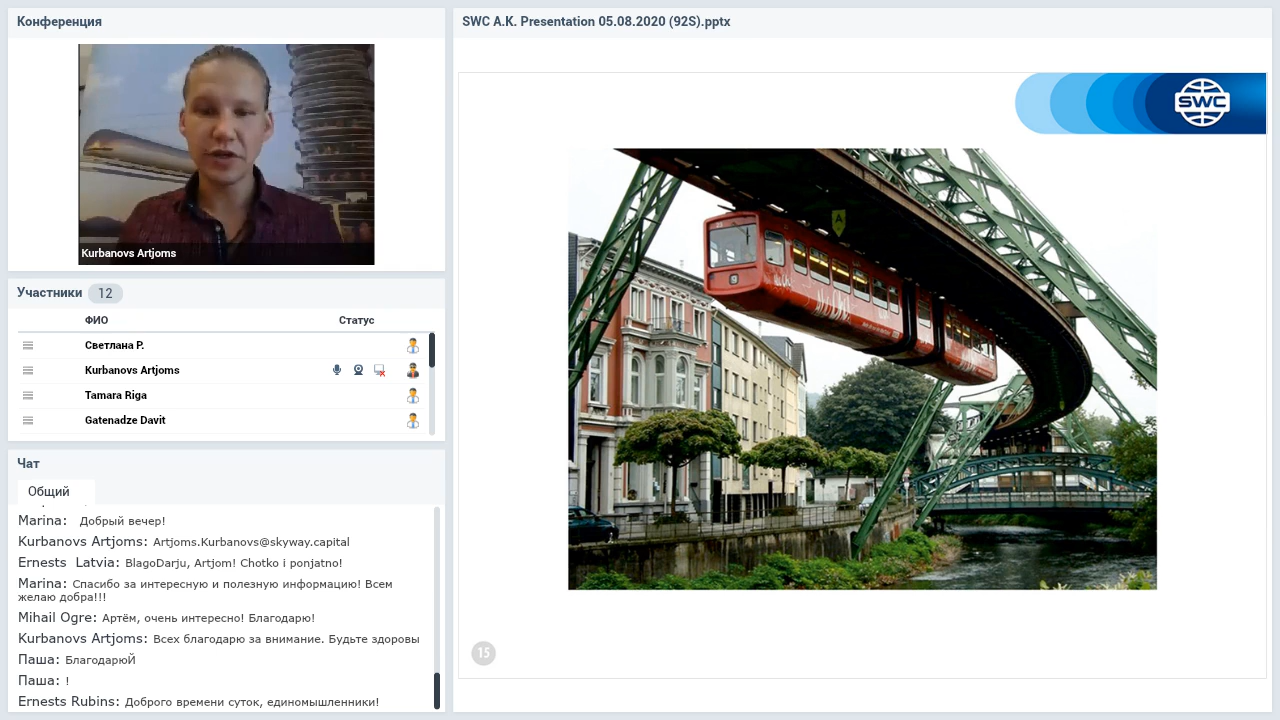 Конференция
Kurbanovs Artjoms
Участники 12
ФИО Статус
Светлана Р.
Kurbanovs Artjoms
Tamara Riga
Gatenadze Davit
Чат
Общий
Marina: Добрый вечер!
Kurbanovs Artjoms: Artjoms.Kurbanovs@skyway.capital
Ernests Latvia: BlagoDarju, Artjom! Chotko i ponjatno!
Marina: Спасибо за интересную и полезную информацию! Всем
желаю добра!!!
Mihail Ogre: Артём, очень интересно! Благодарю!
Kurbanovs Artjoms: Всех благодарю за внимание. Будьте здоровы
Паша: БлагодарюЙ
Паша: !
Ernests Rubins: Доброго времени суток, единомышленники!
SWC A.K. Presentation 05.08.2020 (92S).pptx
SWC
A
15